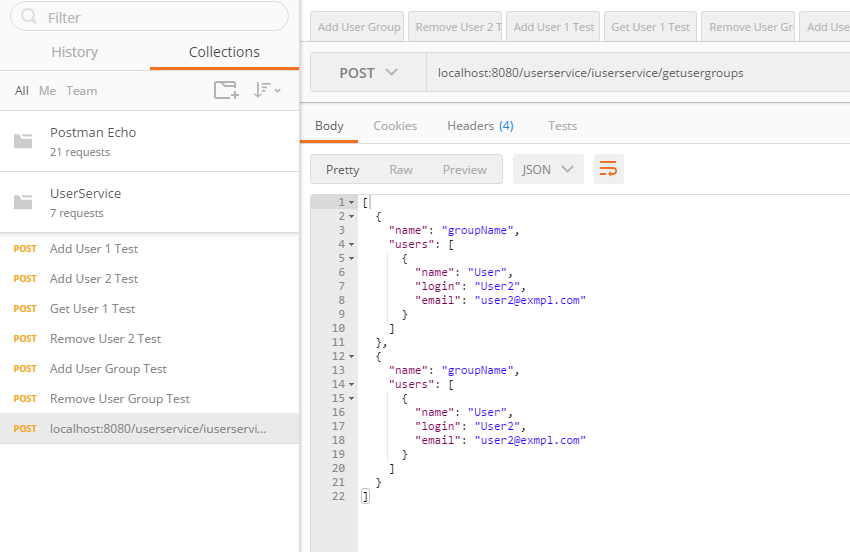 Filter
History
Collections
All
Me
Team
Postman Echo
21 requests
UserService
7 requests
POST Add User 1 Test
POST Add User 2 Test
POST Get User 1 Test
POST Remove User 2 Test
POST Add User Group Test
POST Remove User Group Test
POST localhost:8080/userservice/iuserservi...
Add User Group
Remove User 2 T
Add User 1 Test
Get User 1 Test
Remove User Gr
Add Use
POST
localhost:8080/userservice/iuserservice/getusergroups
Body
Cookies
Headers (4)
Tests
Pretty
Raw
Preview
JSON
1 [
2 {
3 "name": "groupName",
4 "users": [
5 {
6 "name": "User",
7 "login": "User2",
8 "email": "user2@exmpl.com"
9 }
10 ]
11 },
12 {
13 "name": "groupName",
14 "users": [
15 {
16 "name": "User",
17 "login": "User2",
18 "email": "user2@exmpl.com"
19 }
20 ]
21 }
22 ]